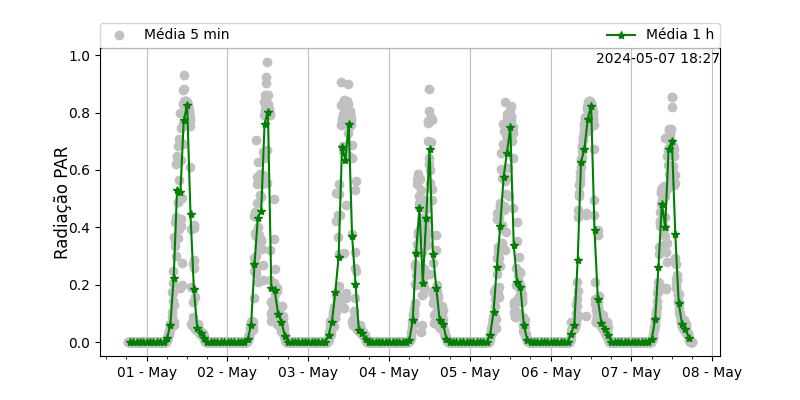 Média 5 min
Média 1 h
2024-05-07 18:27
Radiação PAR
1.0
0.8
0.6
0.4
0.2
0.0
01 - May
02 - May
03 - May
04 - May
05 - May
06 - May
07 - May
08 - May